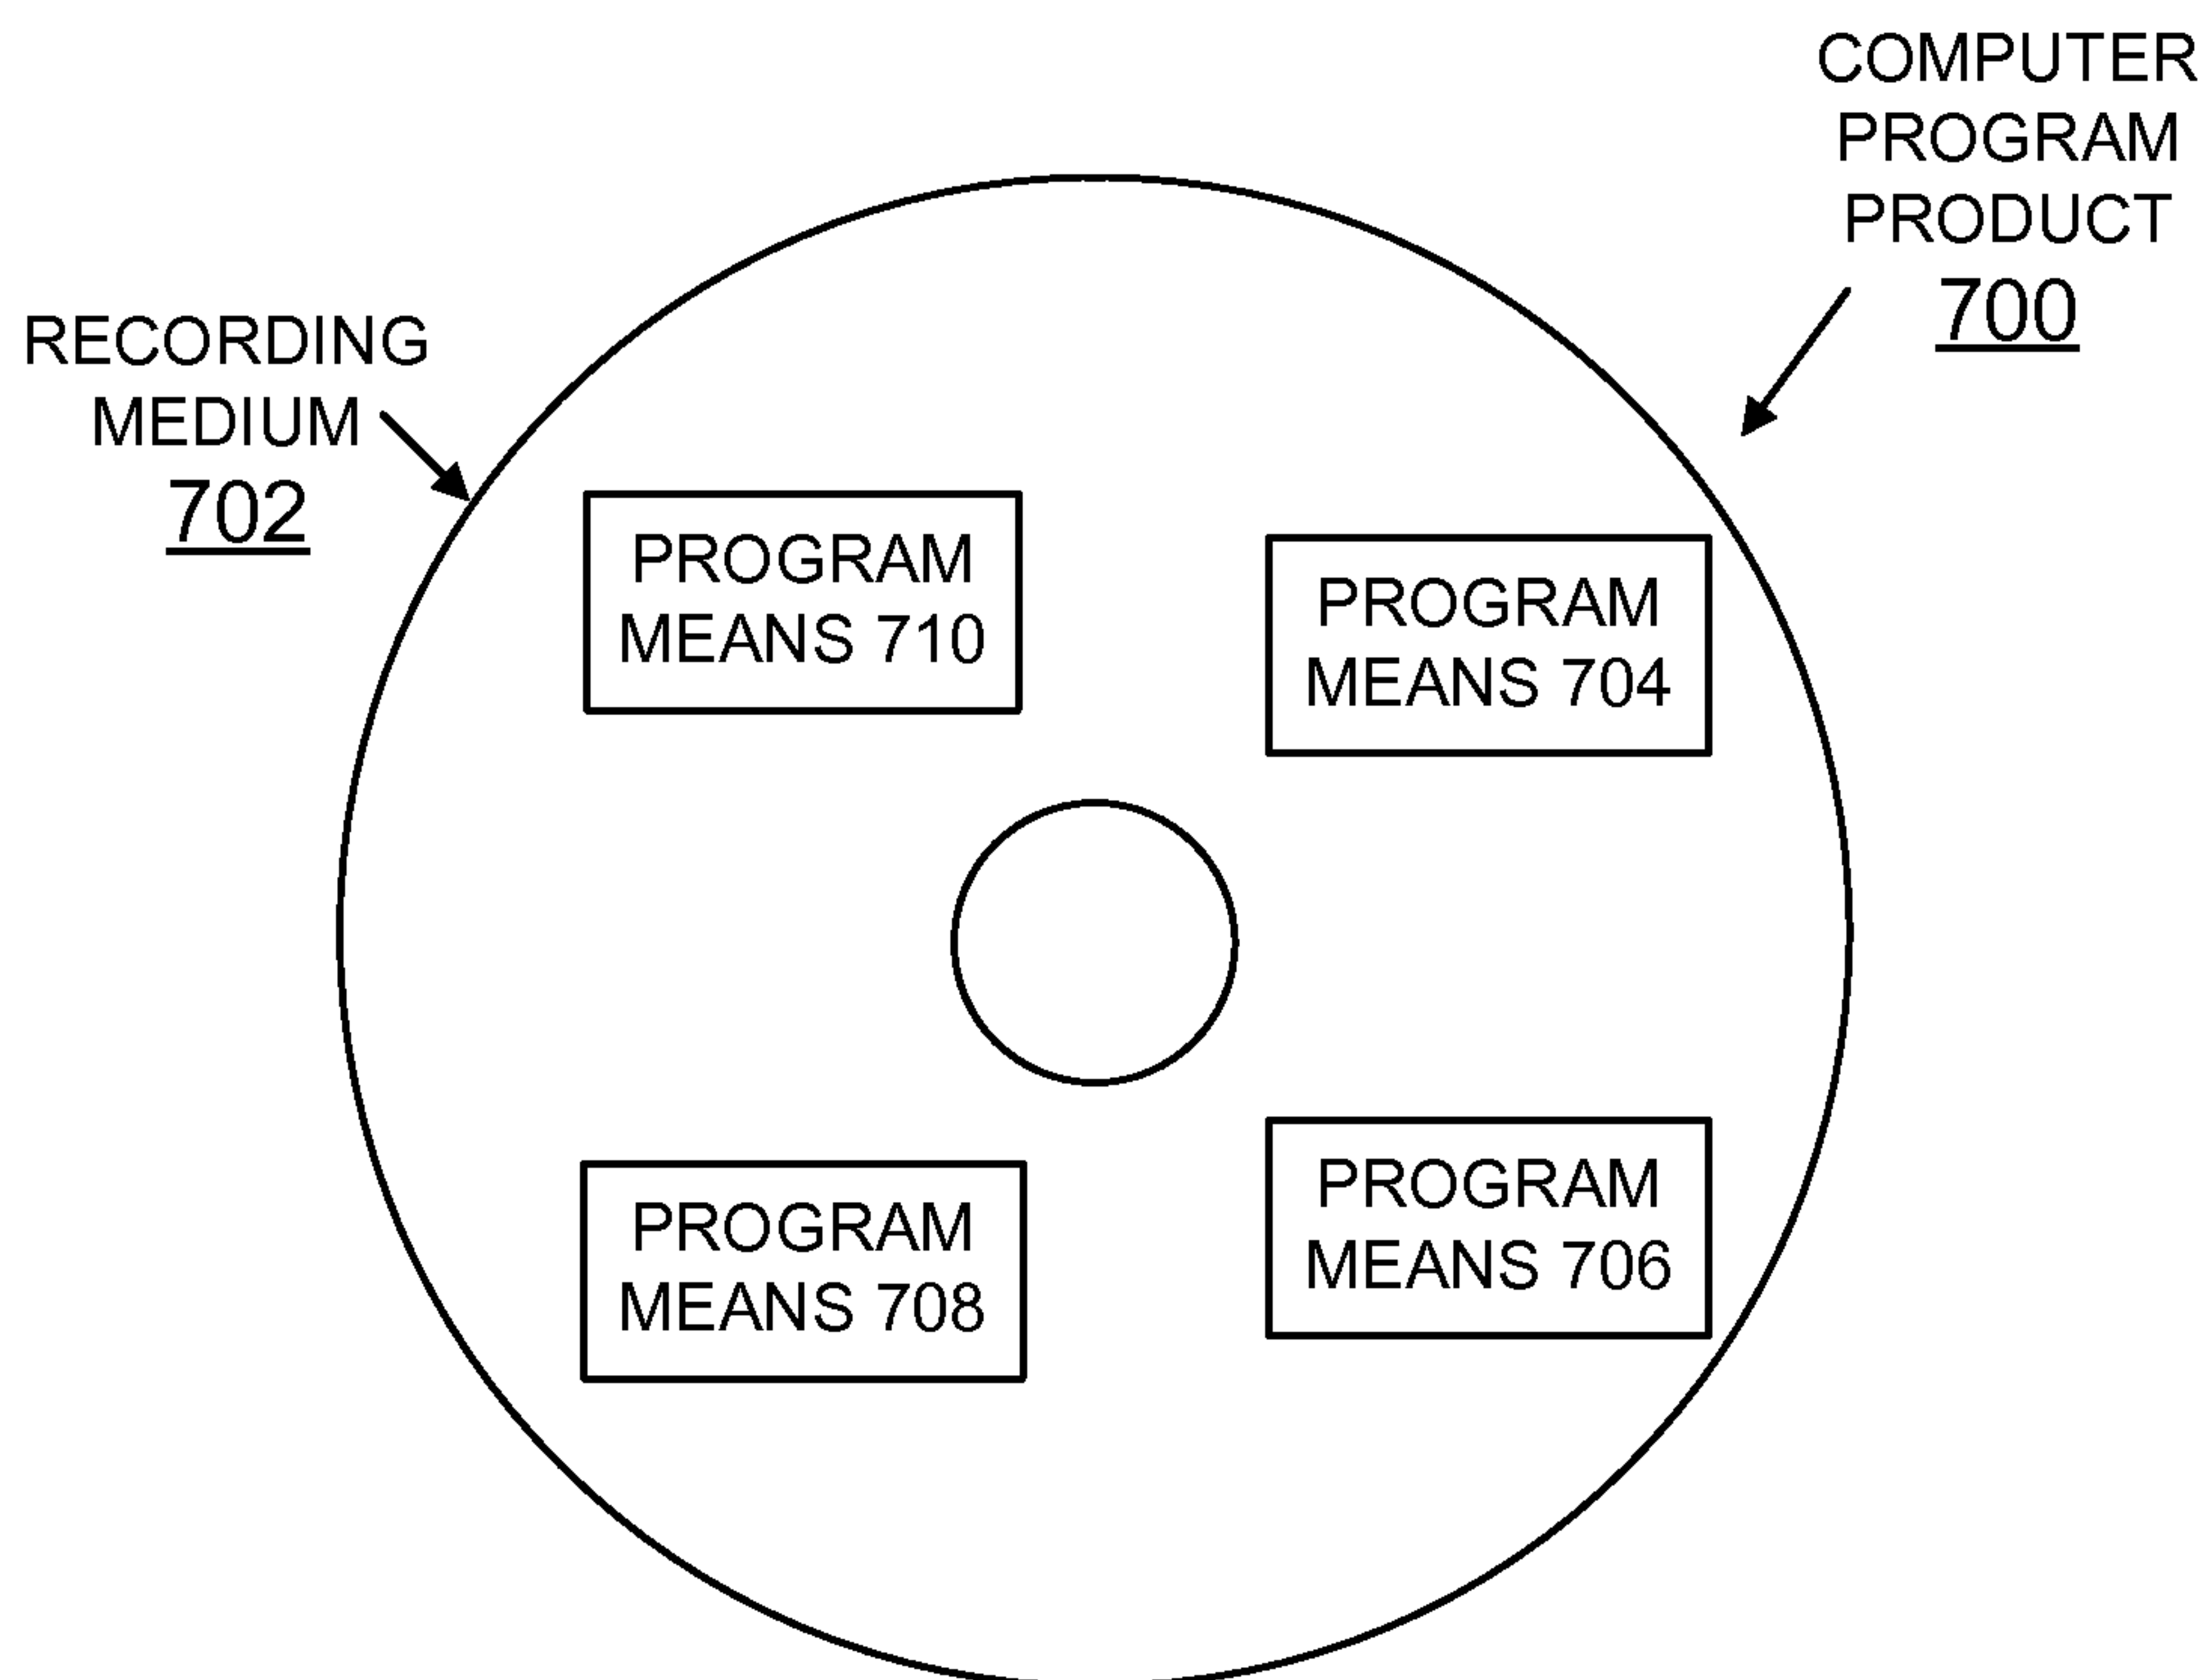 COMPUTER
PROGRAM
PRODUCT
700
RECORDING
MEDIUM
702
PROGRAM
MEANS 710
PROGRAM
MEANS 704
PROGRAM
MEANS 708
PROGRAM
MEANS 706